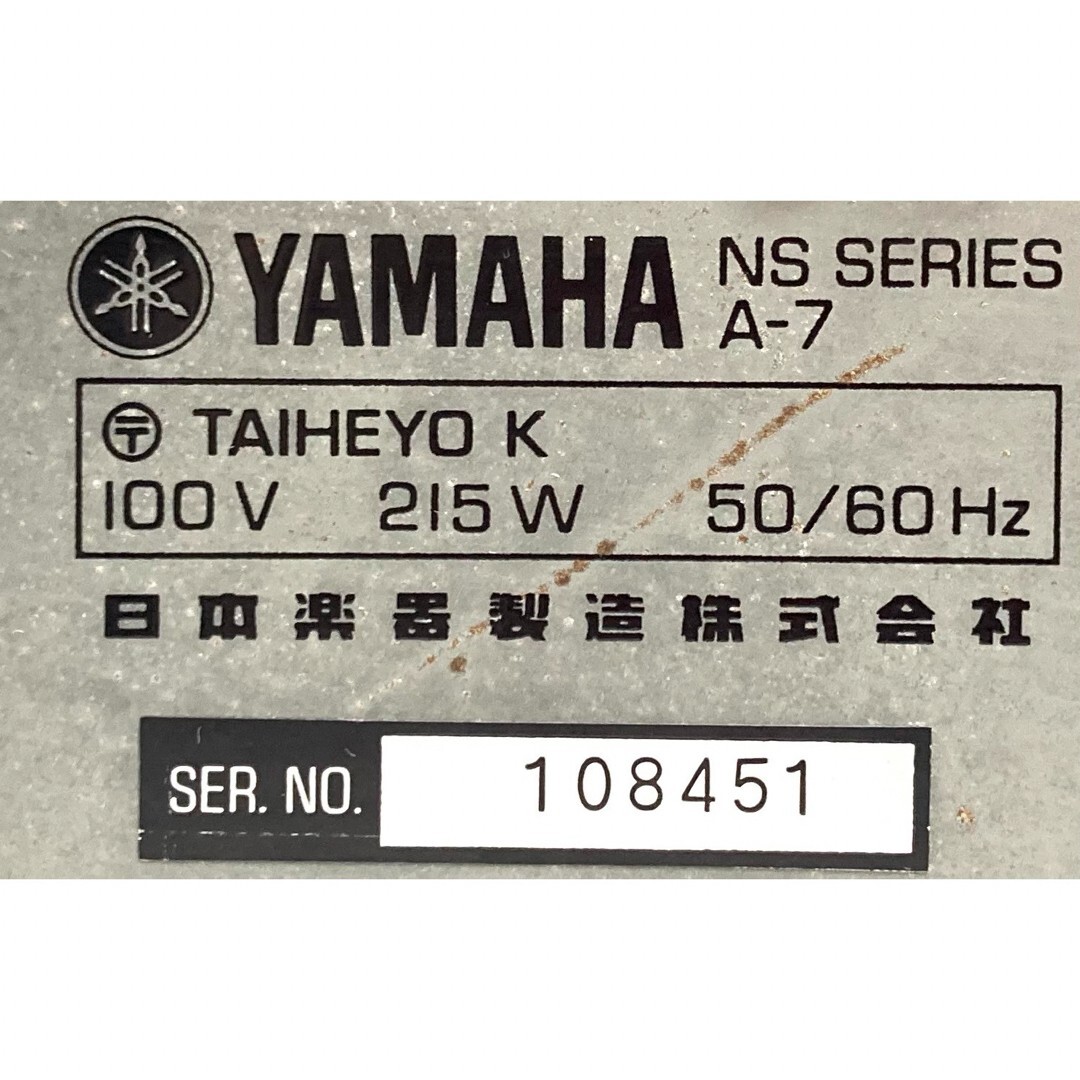 YAMAHA NS SERIES
A-7
〶 TAIHEYO K
100 V 215 W 50/60 Hz
日本楽器製造株式会社
SER. NO. 108451